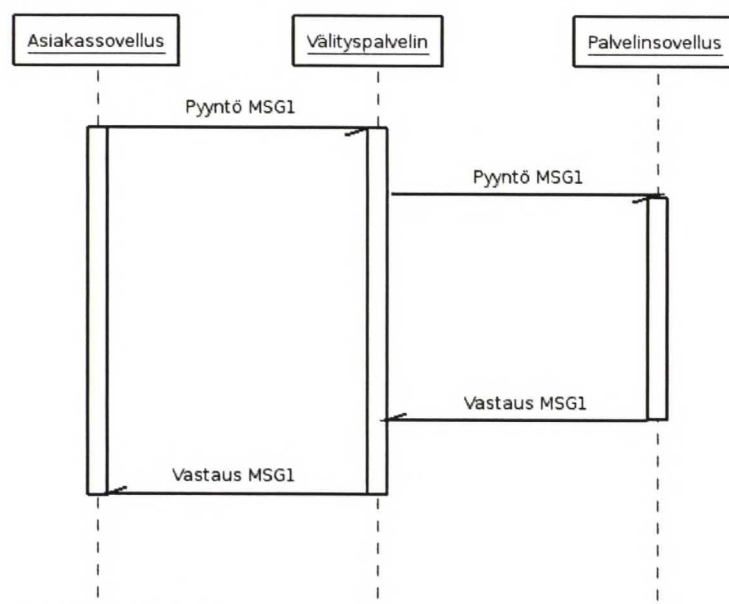 Asiakassovellus
Välityspalvelin
Palvelinsovellus
Pyyntö MSG1
Pyyntö MSG1
Vastaus MSG1
Vastaus MSG1